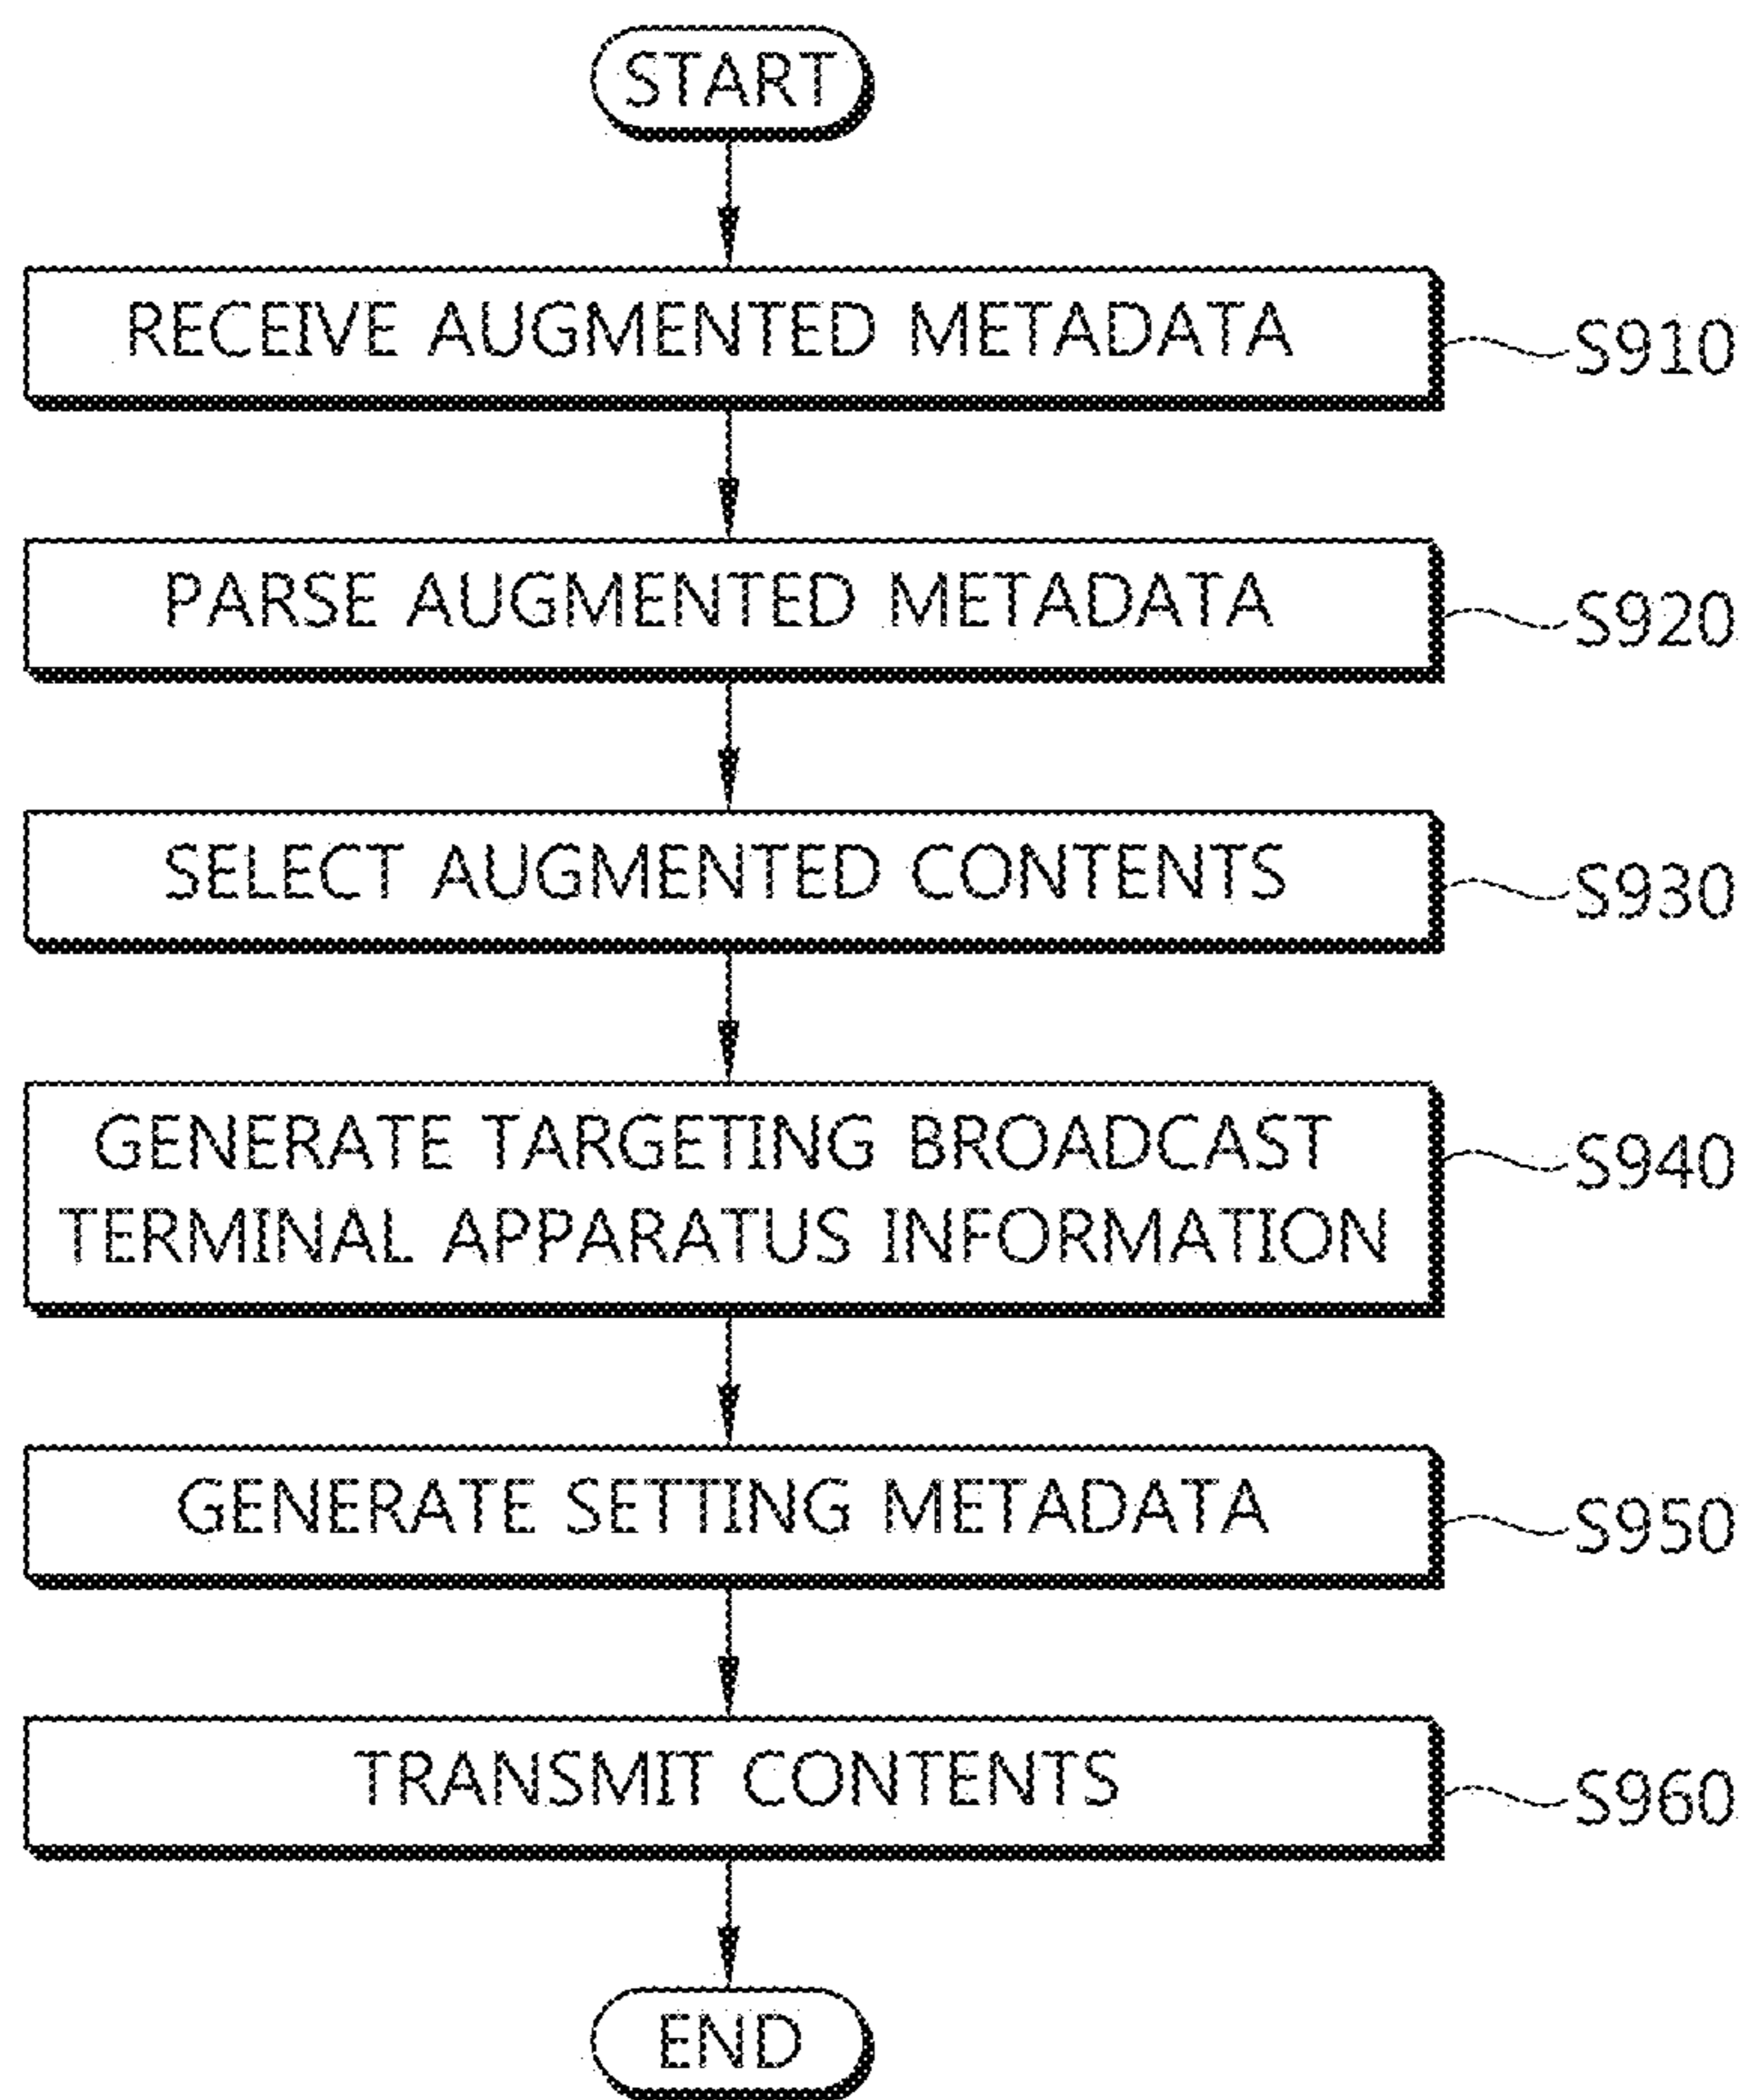 START
RECEIVE AUGMENTED METADATA
S910
PARSE AUGMENTED METADATA
S920
SELECT AUGMENTED CONTENTS
S930
GENERATE TARGETING BROADCAST
TERMINAL APPARATUS INFORMATION
S940
GENERATE SETTING METADATA
S950
TRANSMIT CONTENTS
S960
END